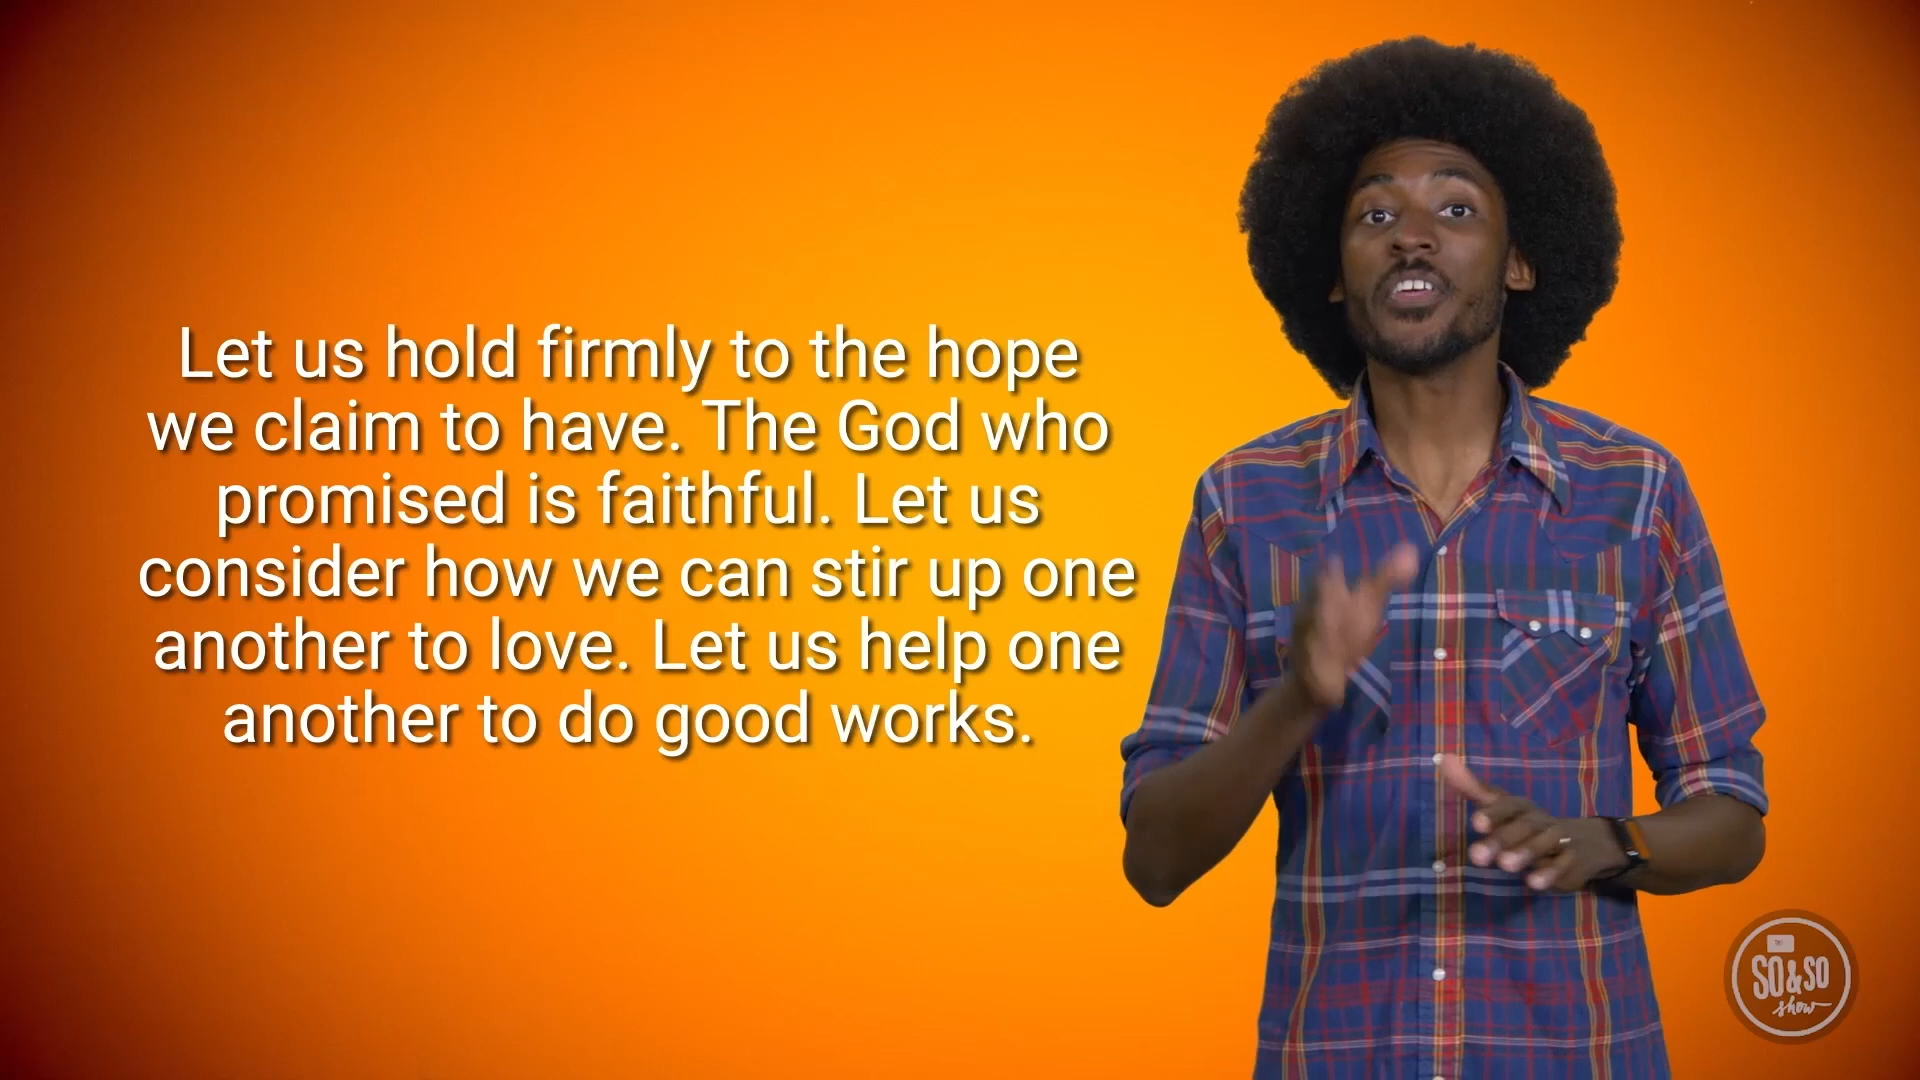 Let us hold firmly to the hope
we claim to have. The God who
promised is faithful. Let us
consider how we can stir up one
another to love. Let us help one
another to do good works.
SO&SO
show